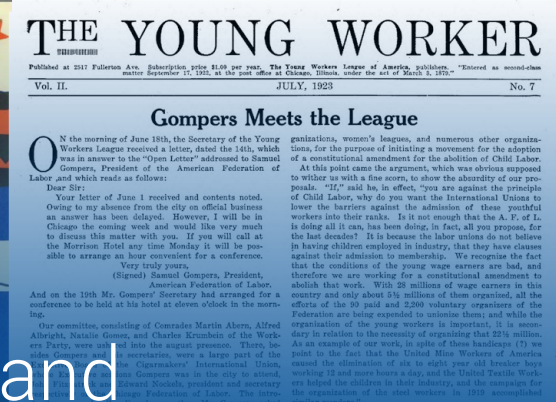 THE YOUNG WORKER
Published at 2517 Fullerton Ave. Subscription price $1.00 per year. The Young Workers League of America, publishers. "Entered as second-class
matter September 17, 1922, at the post office at Chicago, Illinois, under the act of March 3, 1879."
Vol. II. JULY, 1923 No. 7
Gompers Meets the League
ON the morning of June 18th, the Secretary of the Young
Workers League received a letter, dated the 14th, which
was in answer to the "Open Letter" addressed to Samuel
Gompers, President of the American Federation of
Labor ,and which reads as follows:
Dear Sir:
Your letter of June 1 received and contents noted.
Owing to my absence from the city on official business
an answer has been delayed. However, I will be in
Chicago the coming week and would like very much
to discuss this matter with you. If you will call at
the Morrison Hotel any time Monday it will be pos-
sible to arrange an hour convenient for a conference.
Very truly yours,
(Signed) Samuel Gompers, President,
American Federation of Labor.
And on the 19th Mr. Gompers' Secretary had arranged for a
conference to be held at his hotel at eleven o'clock in the morn-
ing.
Our committee, consisting of Comrades Martin Abern, Alfred
Albright, Natalie Gomez, and Charles Krumbein of the Work-
ers Party, were into the august presence. There, be-
sides Gompers and his secretaries, were a large part of the
Board the Cigarmakers' International Union,
whose Executive sessions Gompers was in the city to attend,
John Fitzpatrick and Edward Nockels, president and secretary
Chicago Federation of Labor. The
ganizations, women's leagues, and numerous other organiza-
tions, for the purpose of initiating a movement for the adoption
of a constitutional amendment for the abolition of Child Labor.
At this point came the argument, which was obvious supposed
to wither us with a fine scorn, to show the absurdity of our pro-
posals. "If," said he, in effect, "you are against the principle
of Child Labor, why do you want the International Unions to
lower the barriers against the admission of these youthful
workers into their ranks. Is it not enough that the A. F. of L.
is doing all it can, has been doing, in fact, all you propose, for
the last decades? It is because the labor unions do not believe
in having children employed in industry, that they have clauses
against their admission to membership. We recognize the fact
that the conditions of the young wage earners are bad, and
therefore we are working for a constitutional amendment to
abolish that work. With 28 millions of wage earners in this
country and only about 5½ millions of them organized, all the
efforts of the 90 paid and 2,200 voluntary organizers of the
Federation are being expended to unionize them; and while the
organization of the young workers is important, it is secon-
dary in relation to the necessity of organizing that 22½ million.
As an example of our work, in spite of these handicaps (?) we
point to the fact that the United Mine Workers of America
caused the elimination of six to eight year old breaker boys
working 12 and more hours a day, and the United Textile Work-
ers helped the children in their industry, and the campaign for
the organization of the steel workers in 1919 accomplished
and